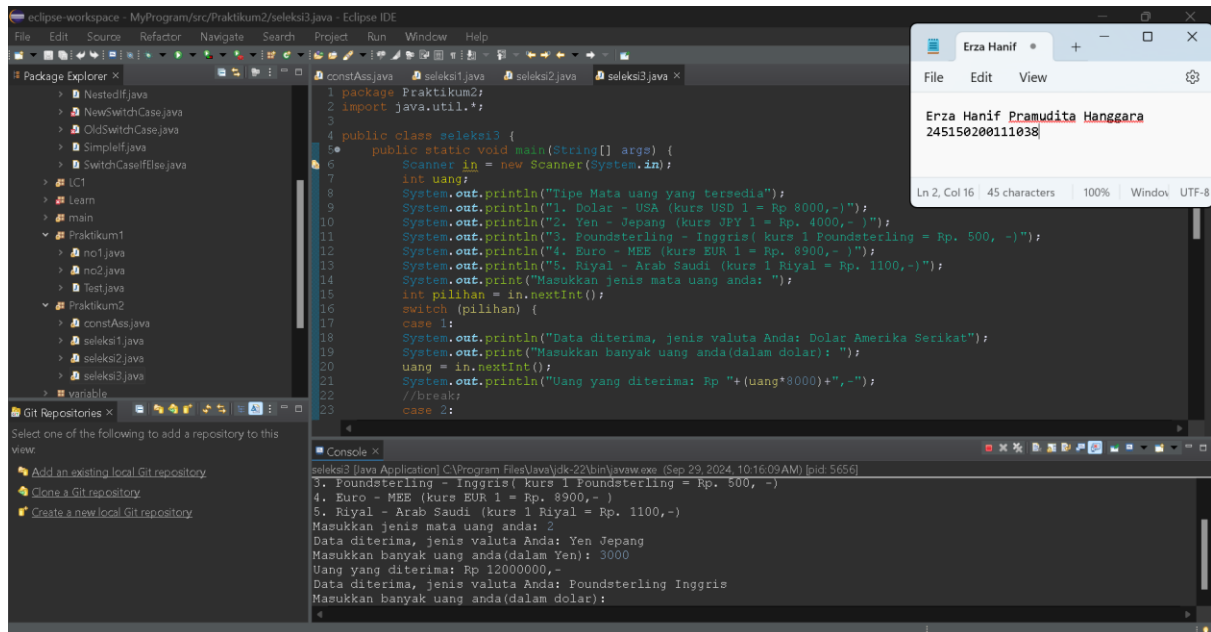 eclipse-workspace - MyProgram/src/Praktikum2/seleksi3.java - Eclipse IDE
File Edit Source Refactor Navigate Search Project Run Window Help
Package Explorer
NestedIf.java
NewSwitchCase.java
OldSwitchCase.java
SimpleIf.java
SwitchCaseIfElse.java
LC1
Learn
main
Praktikum1
no1.java
no2.java
Test.java
Praktikum2
constAss.java
seleksi1.java
seleksi2.java
seleksi3.java
variable
Git Repositories
Select one of the following to add a repository to this
view:
Add an existing local Git repository
Clone a Git repository
Create a new local Git repository
constAss.java seleksi1.java seleksi2.java seleksi3.java
1 package Praktikum2;
2 import java.util.*;
3
4 public class seleksi3 {
5 public static void main(String[] args) {
6 Scanner in = new Scanner(System.in);
7 int uang;
8 System.out.println("Tipe Mata uang yang tersedia");
9 System.out.println("1. Dolar - USA (kurs USD 1 = Rp 8000,-)");
10 System.out.println("2. Yen - Jepang (kurs JPY 1 = Rp. 4000,- )");
11 System.out.println("3. Poundsterling - Inggris( kurs 1 Poundsterling = Rp. 500, -)");
12 System.out.println("4. Euro - MEE (kurs EUR 1 = Rp. 8900,- )");
13 System.out.println("5. Riyal - Arab Saudi (kurs 1 Riyal = Rp. 1100,-)");
14 System.out.print("Masukkan jenis mata uang anda: ");
15 int pilihan = in.nextInt();
16 switch (pilihan) {
17 case 1:
18 System.out.println("Data diterima, jenis valuta Anda: Dolar Amerika Serikat");
19 System.out.print("Masukkan banyak uang anda(dalam dolar): ");
20 uang = in.nextInt();
21 System.out.println("Uang yang diterima: Rp "+(uang*8000)+",-");
22 //break;
23 case 2:
Console
seleksi3 [Java Application] C:\Program Files\Java\jdk-22\bin\javaw.exe (Sep 29, 2024, 10:16:09 AM) [pid: 5656]
3. Poundsterling - Inggris( kurs 1 Poundsterling = Rp. 500, -)
4. Euro - MEE (kurs EUR 1 = Rp. 8900,- )
5. Riyal - Arab Saudi (kurs 1 Riyal = Rp. 1100,-)
Masukkan jenis mata uang anda: 2
Data diterima, jenis valuta Anda: Yen Jepang
Masukkan banyak uang anda(dalam Yen): 3000
Uang yang diterima: Rp 12000000,-
Data diterima, jenis valuta Anda: Poundsterling Inggris
Masukkan banyak uang anda(dalam dolar):
Erza Hanif
File Edit View
Erza Hanif Pramudita Hanggara
245150200111038
Ln 2, Col 16 45 characters 100% Windov UTF-8